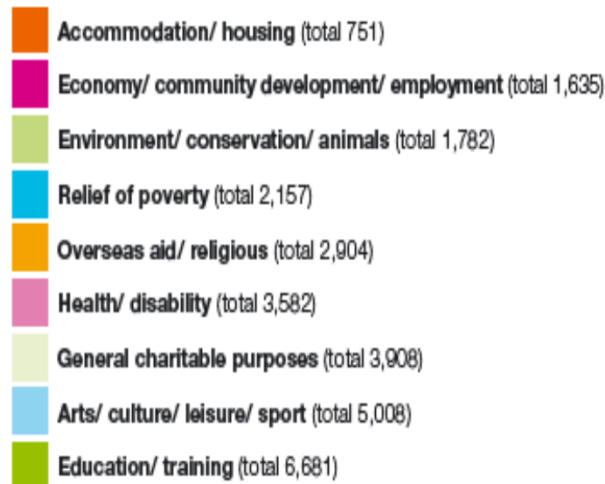 Accommodation/ housing (total 751)
Economy/ community development/ employment (total 1,635)
Environment/ conservation/ animals (total 1,782)
Relief of poverty (total 2,157)
Overseas aid/ religious (total 2,904)
Health/ disability (total 3,582)
General charitable purposes (total 3,908)
Arts/ culture/ leisure/ sport (total 5,008)
Education/ training (total 6,681)